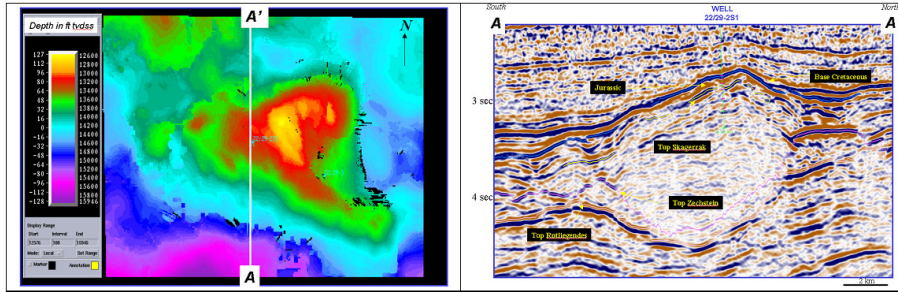 Depth in ft tvdss
127 12600
112 12800
96 13000
80 13200
64 13400
48 13600
32 13800
16 14000
0 14200
-16 14400
-32 14600
-48 14800
-64 15000
-80 15200
-96 15400
-112 15600
-128 15946
Display Range
Start Interval End
Mode: Local Set Range
Marker Annotation
A'
N
A
South
WELL
22/29-2S1
North
A
A
Jurassic
Base Cretaceous
3 sec
Top Skagerrak
4 sec
Top Zechstein
Top Rotliegendes
2 km